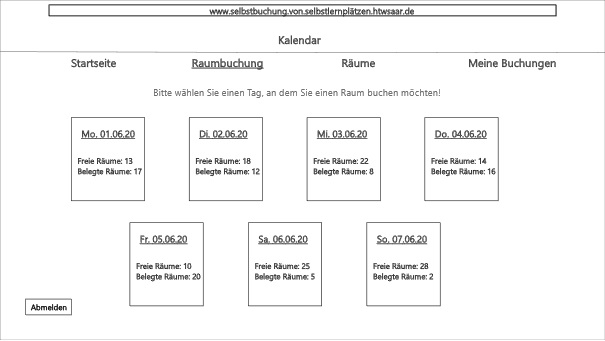 www.selbstbuchung.von.selbstlernplätzen.htwsaar.de
Kalendar
Startseite Raumbuchung Räume Meine Buchungen
Bitte wählen Sie einen Tag, an dem Sie einen Raum buchen möchten!
Mo. 01.06.20
Freie Räume: 13
Belegte Räume: 17
Di. 02.06.20
Freie Räume: 18
Belegte Räume: 12
Mi. 03.06.20
Freie Räume: 22
Belegte Räume: 8
Do. 04.06.20
Freie Räume: 14
Belegte Räume: 16
Fr. 05.06.20
Freie Räume: 10
Belegte Räume: 20
Sa. 06.06.20
Freie Räume: 25
Belegte Räume: 5
So. 07.06.20
Freie Räume: 28
Belegte Räume: 2
Abmelden